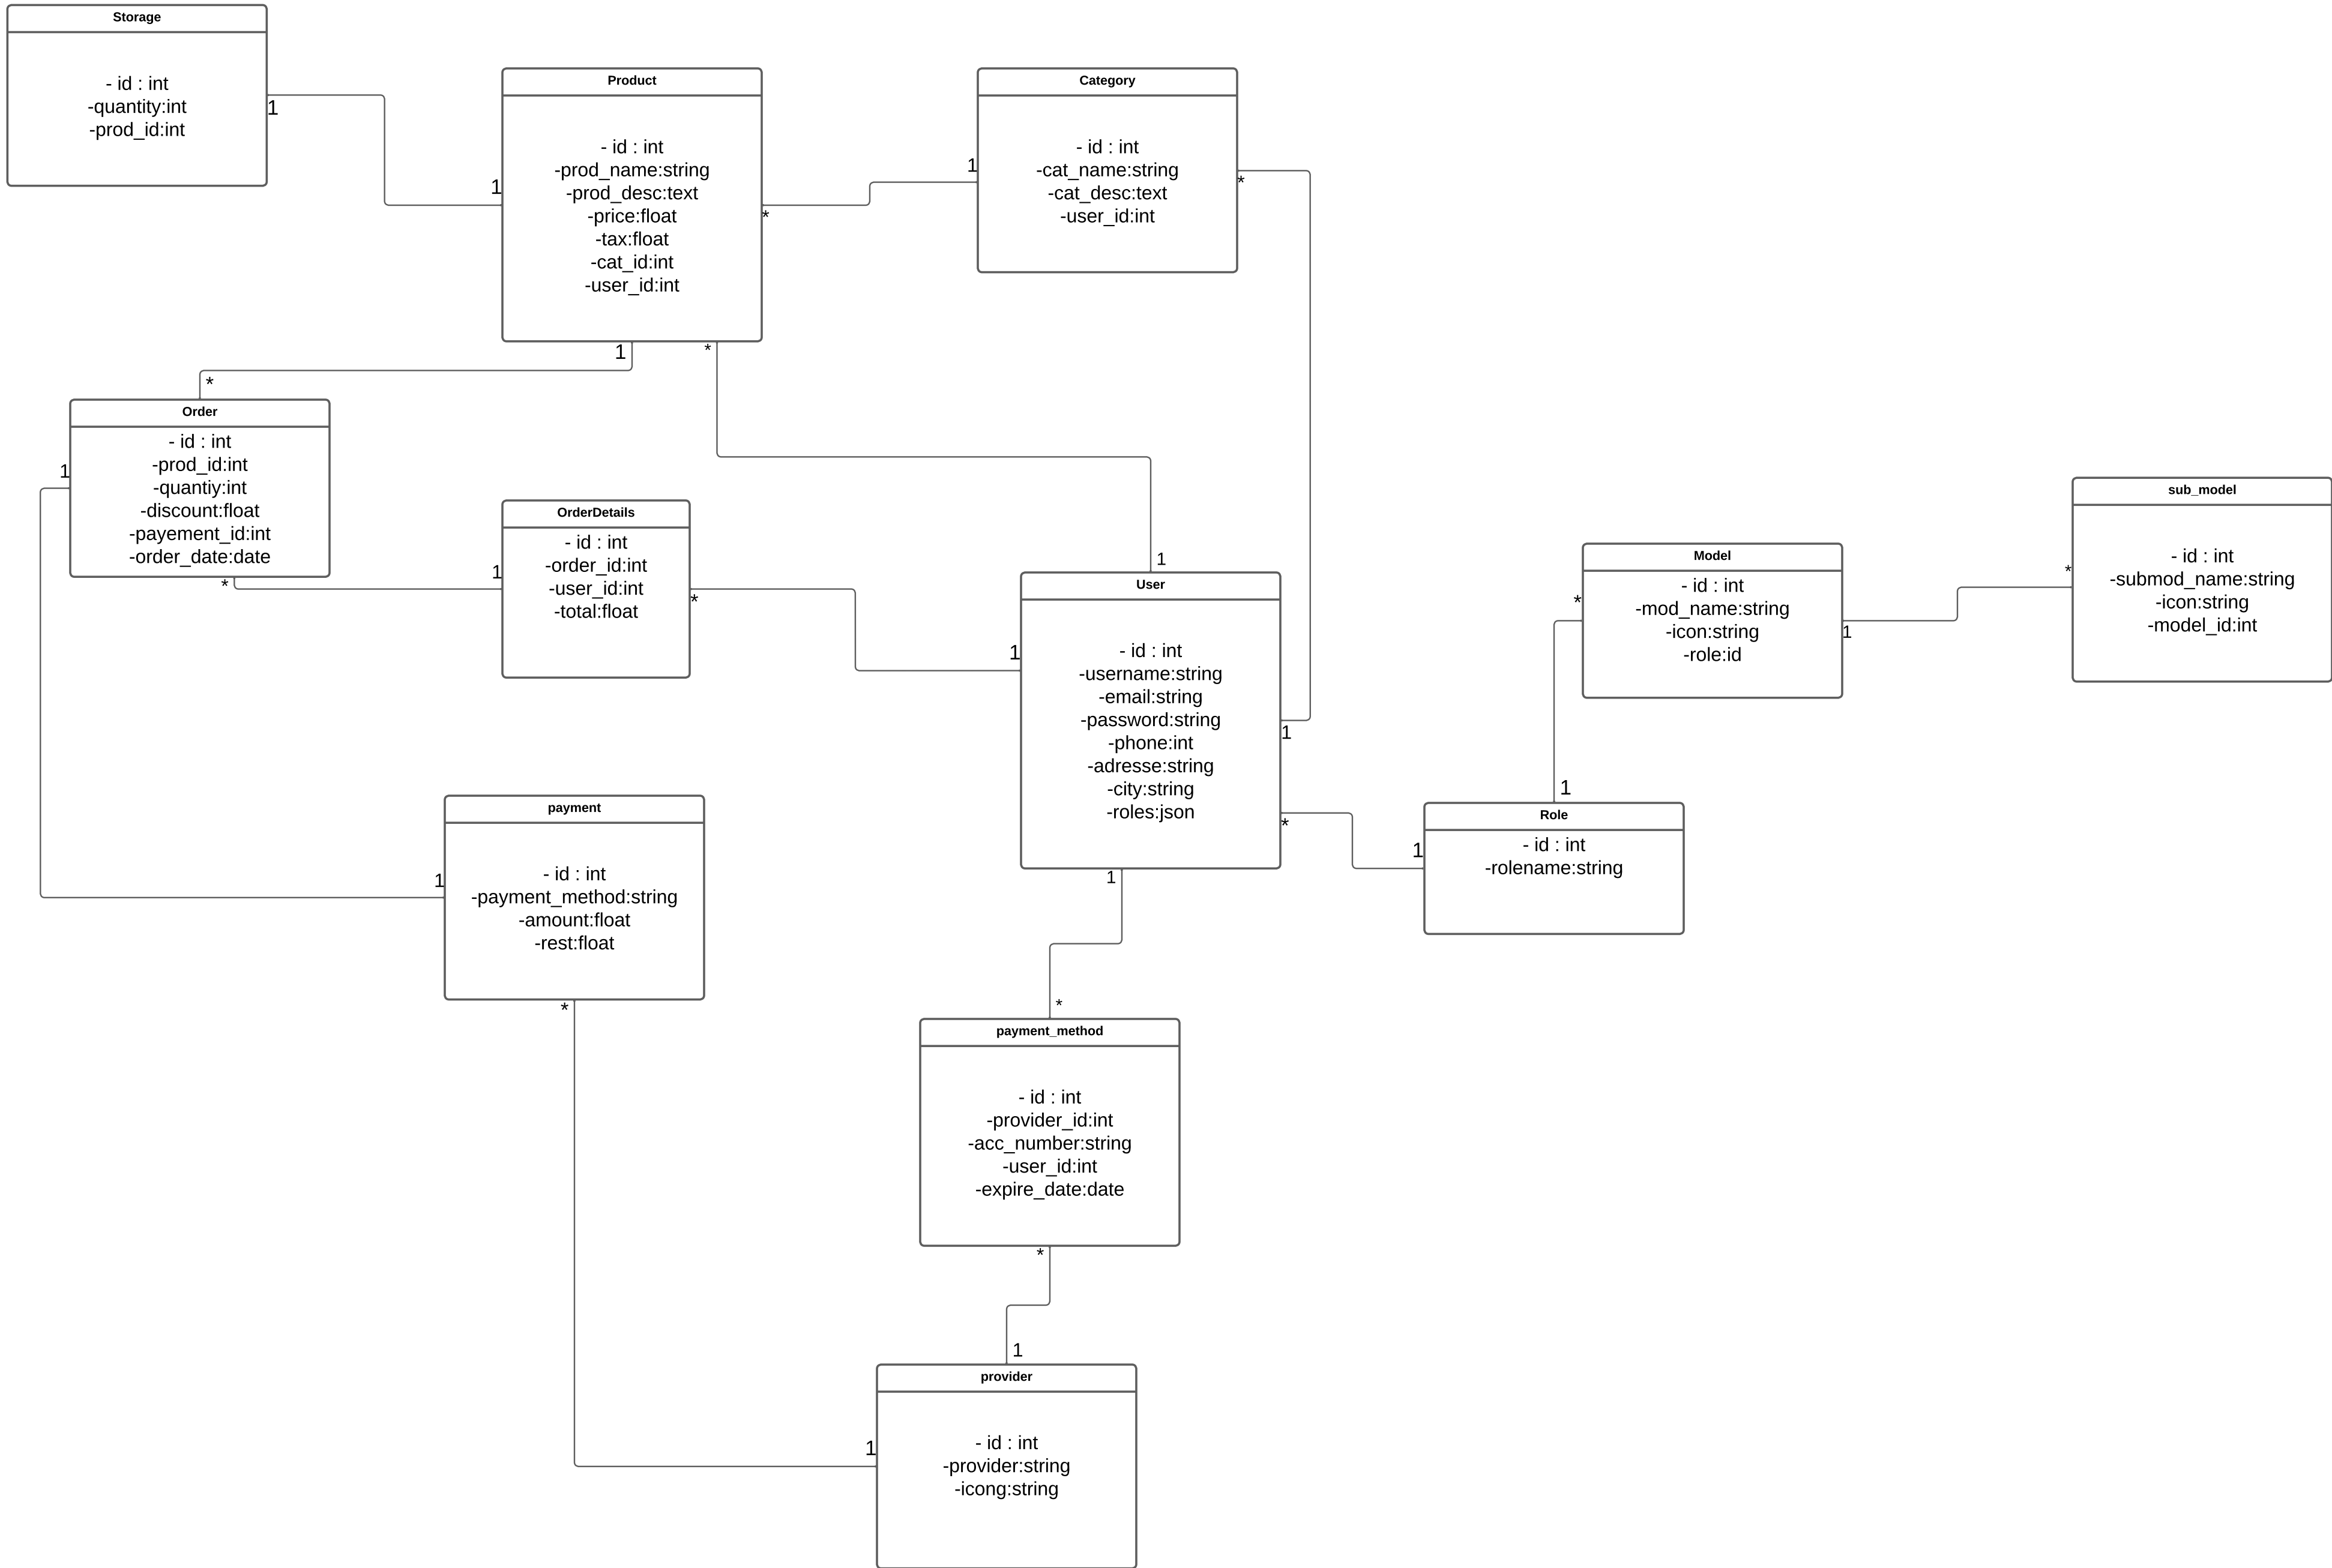 Storage
- id : int
-quantity:int
-prod_id:int
1
Product
- id : int
-prod_name:string
-prod_desc:text
-price:float
-tax:float
-cat_id:int
-user_id:int
1
*
1
*
Category
- id : int
-cat_name:string
-cat_desc:text
-user_id:int
1
*
Order
- id : int
-prod_id:int
-quantiy:int
-discount:float
-payement_id:int
-order_date:date
*
1
*
OrderDetails
- id : int
-order_id:int
-user_id:int
-total:float
1
*
User
- id : int
-username:string
-email:string
-password:string
-phone:int
-adresse:string
-city:string
-roles:json
1
1
1
*
1
Model
- id : int
-mod_name:string
-icon:string
-role:id
*
1
sub_model
- id : int
-submod_name:string
-icon:string
-model_id:int
*
Role
- id : int
-rolename:string
1
1
payment
- id : int
-payment_method:string
-amount:float
-rest:float
1
*
payment_method
- id : int
-provider_id:int
-acc_number:string
-user_id:int
-expire_date:date
*
*
provider
- id : int
-provider:string
-icong:string
1
1